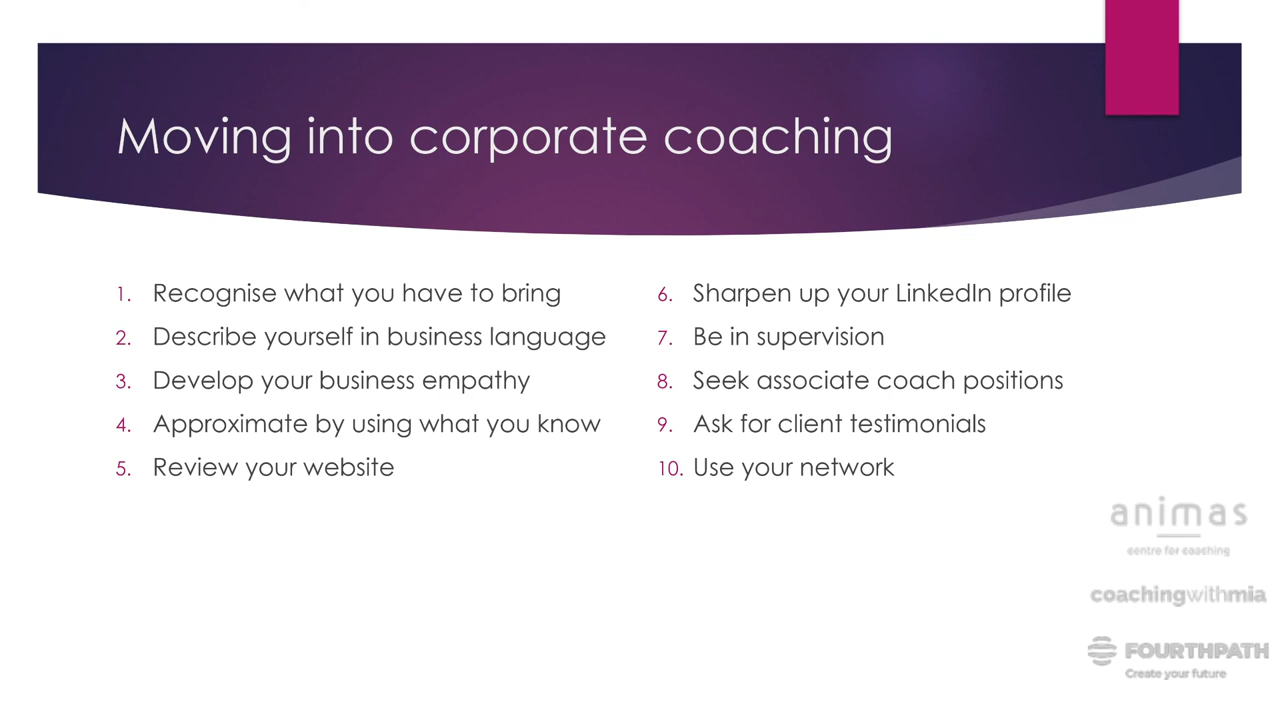 Moving into corporate coaching
1. Recognise what you have to bring
2. Describe yourself in business language
3. Develop your business empathy
4. Approximate by using what you know
5. Review your website
6. Sharpen up your LinkedIn profile
7. Be in supervision
8. Seek associate coach positions
9. Ask for client testimonials
10. Use your network
animas
centre for coaching
coachingwithmia
FOURTHPATH
Create your future